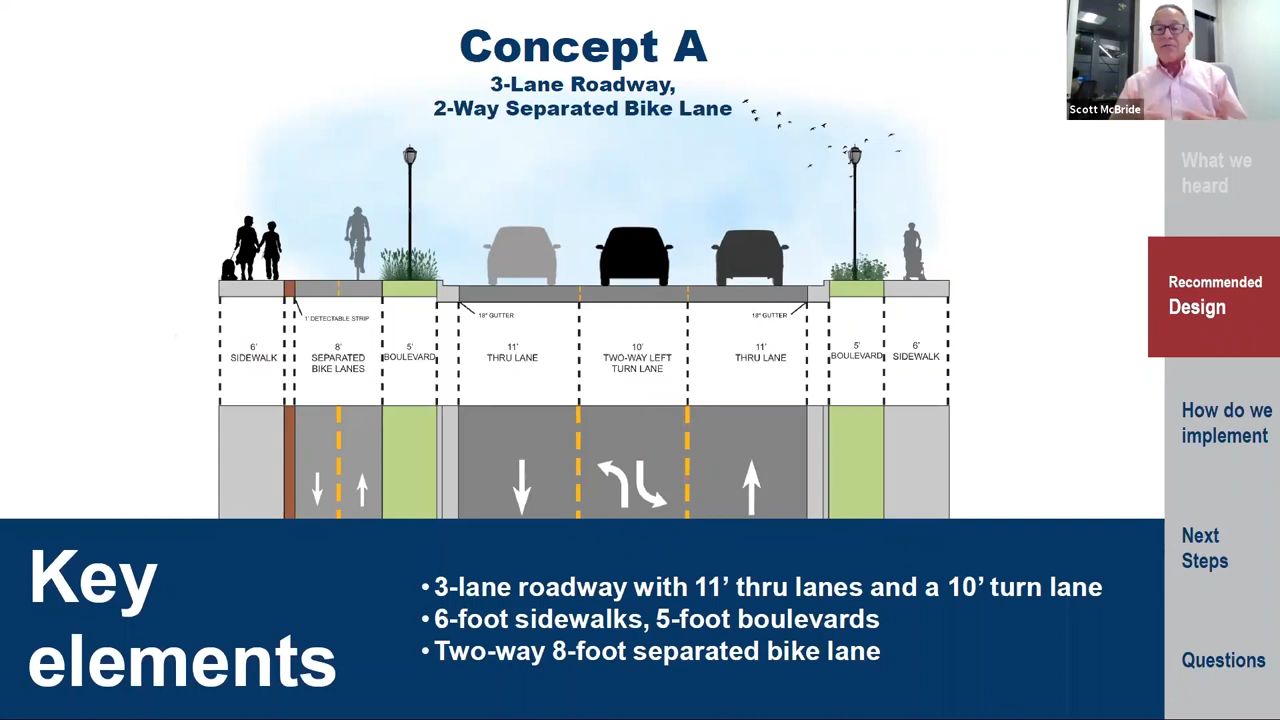 Concept A
3-Lane Roadway,
2-Way Separated Bike Lane
Scott McBride
What we
heard
Recommended
Design
How do we
implement
Next
Steps
Questions
1' DETECTABLE STRIP
18" GUTTER
18" GUTTER
6'
SIDEWALK
8'
SEPARATED
BIKE LANES
5'
BOULEVARD
11'
THRU LANE
10'
TWO-WAY LEFT
TURN LANE
11'
THRU LANE
5'
BOULEVARD
6'
SIDEWALK
Key
elements
• 3-lane roadway with 11’ thru lanes and a 10’ turn lane
• 6-foot sidewalks, 5-foot boulevards
• Two-way 8-foot separated bike lane